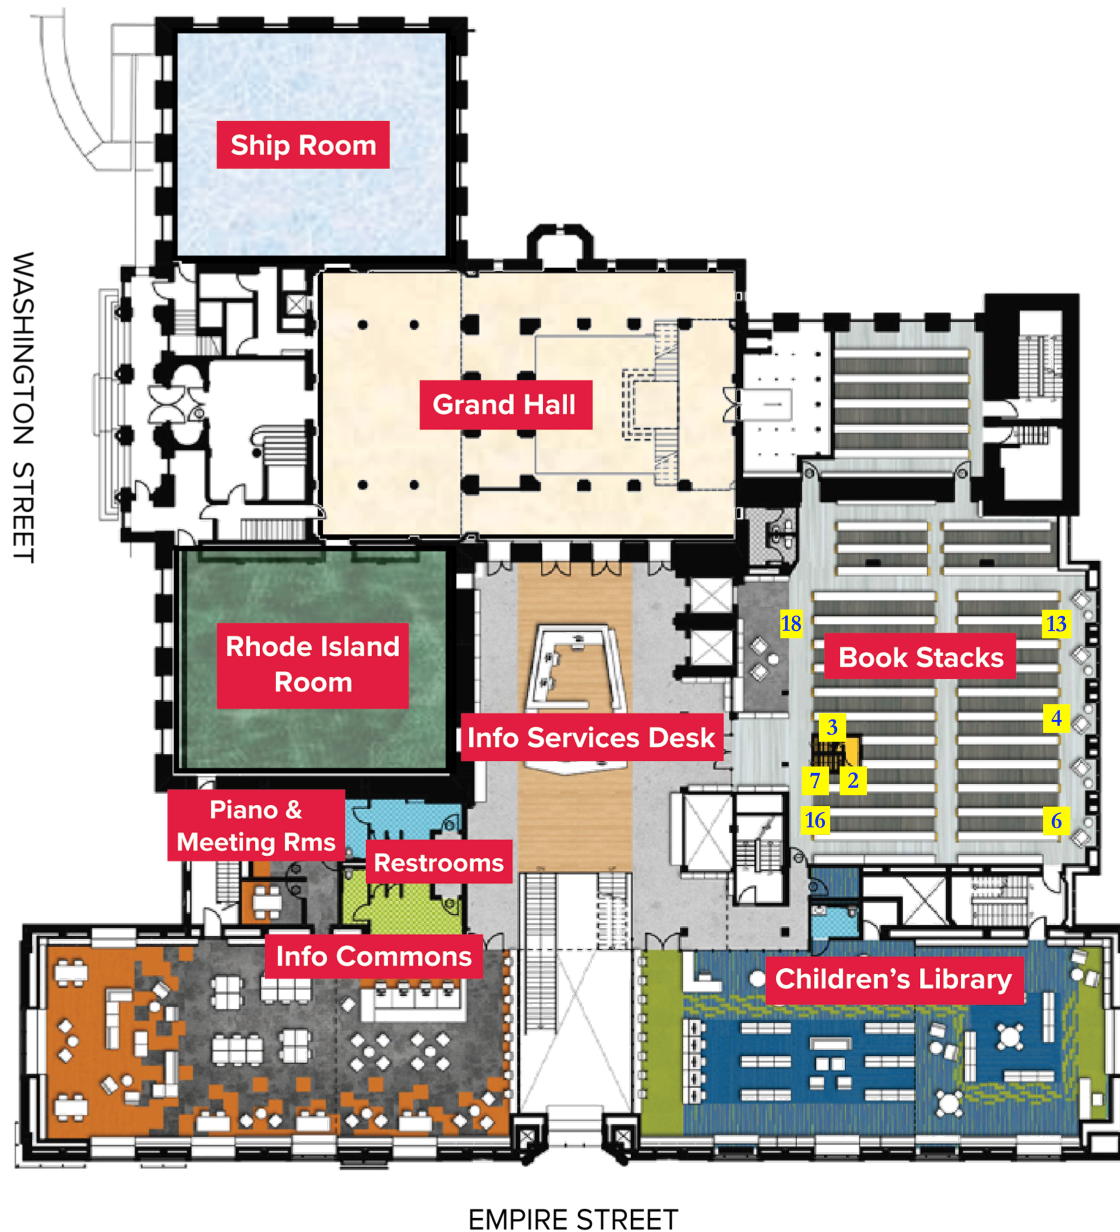 Ship Room
WASHINGTON STREET
Grand Hall
18
13
Rhode Island
Room
Book Stacks
Info Services Desk
3
4
7
2
16
6
Piano &
Meeting Rms
Restrooms
Info Commons
Children's Library
EMPIRE STREET